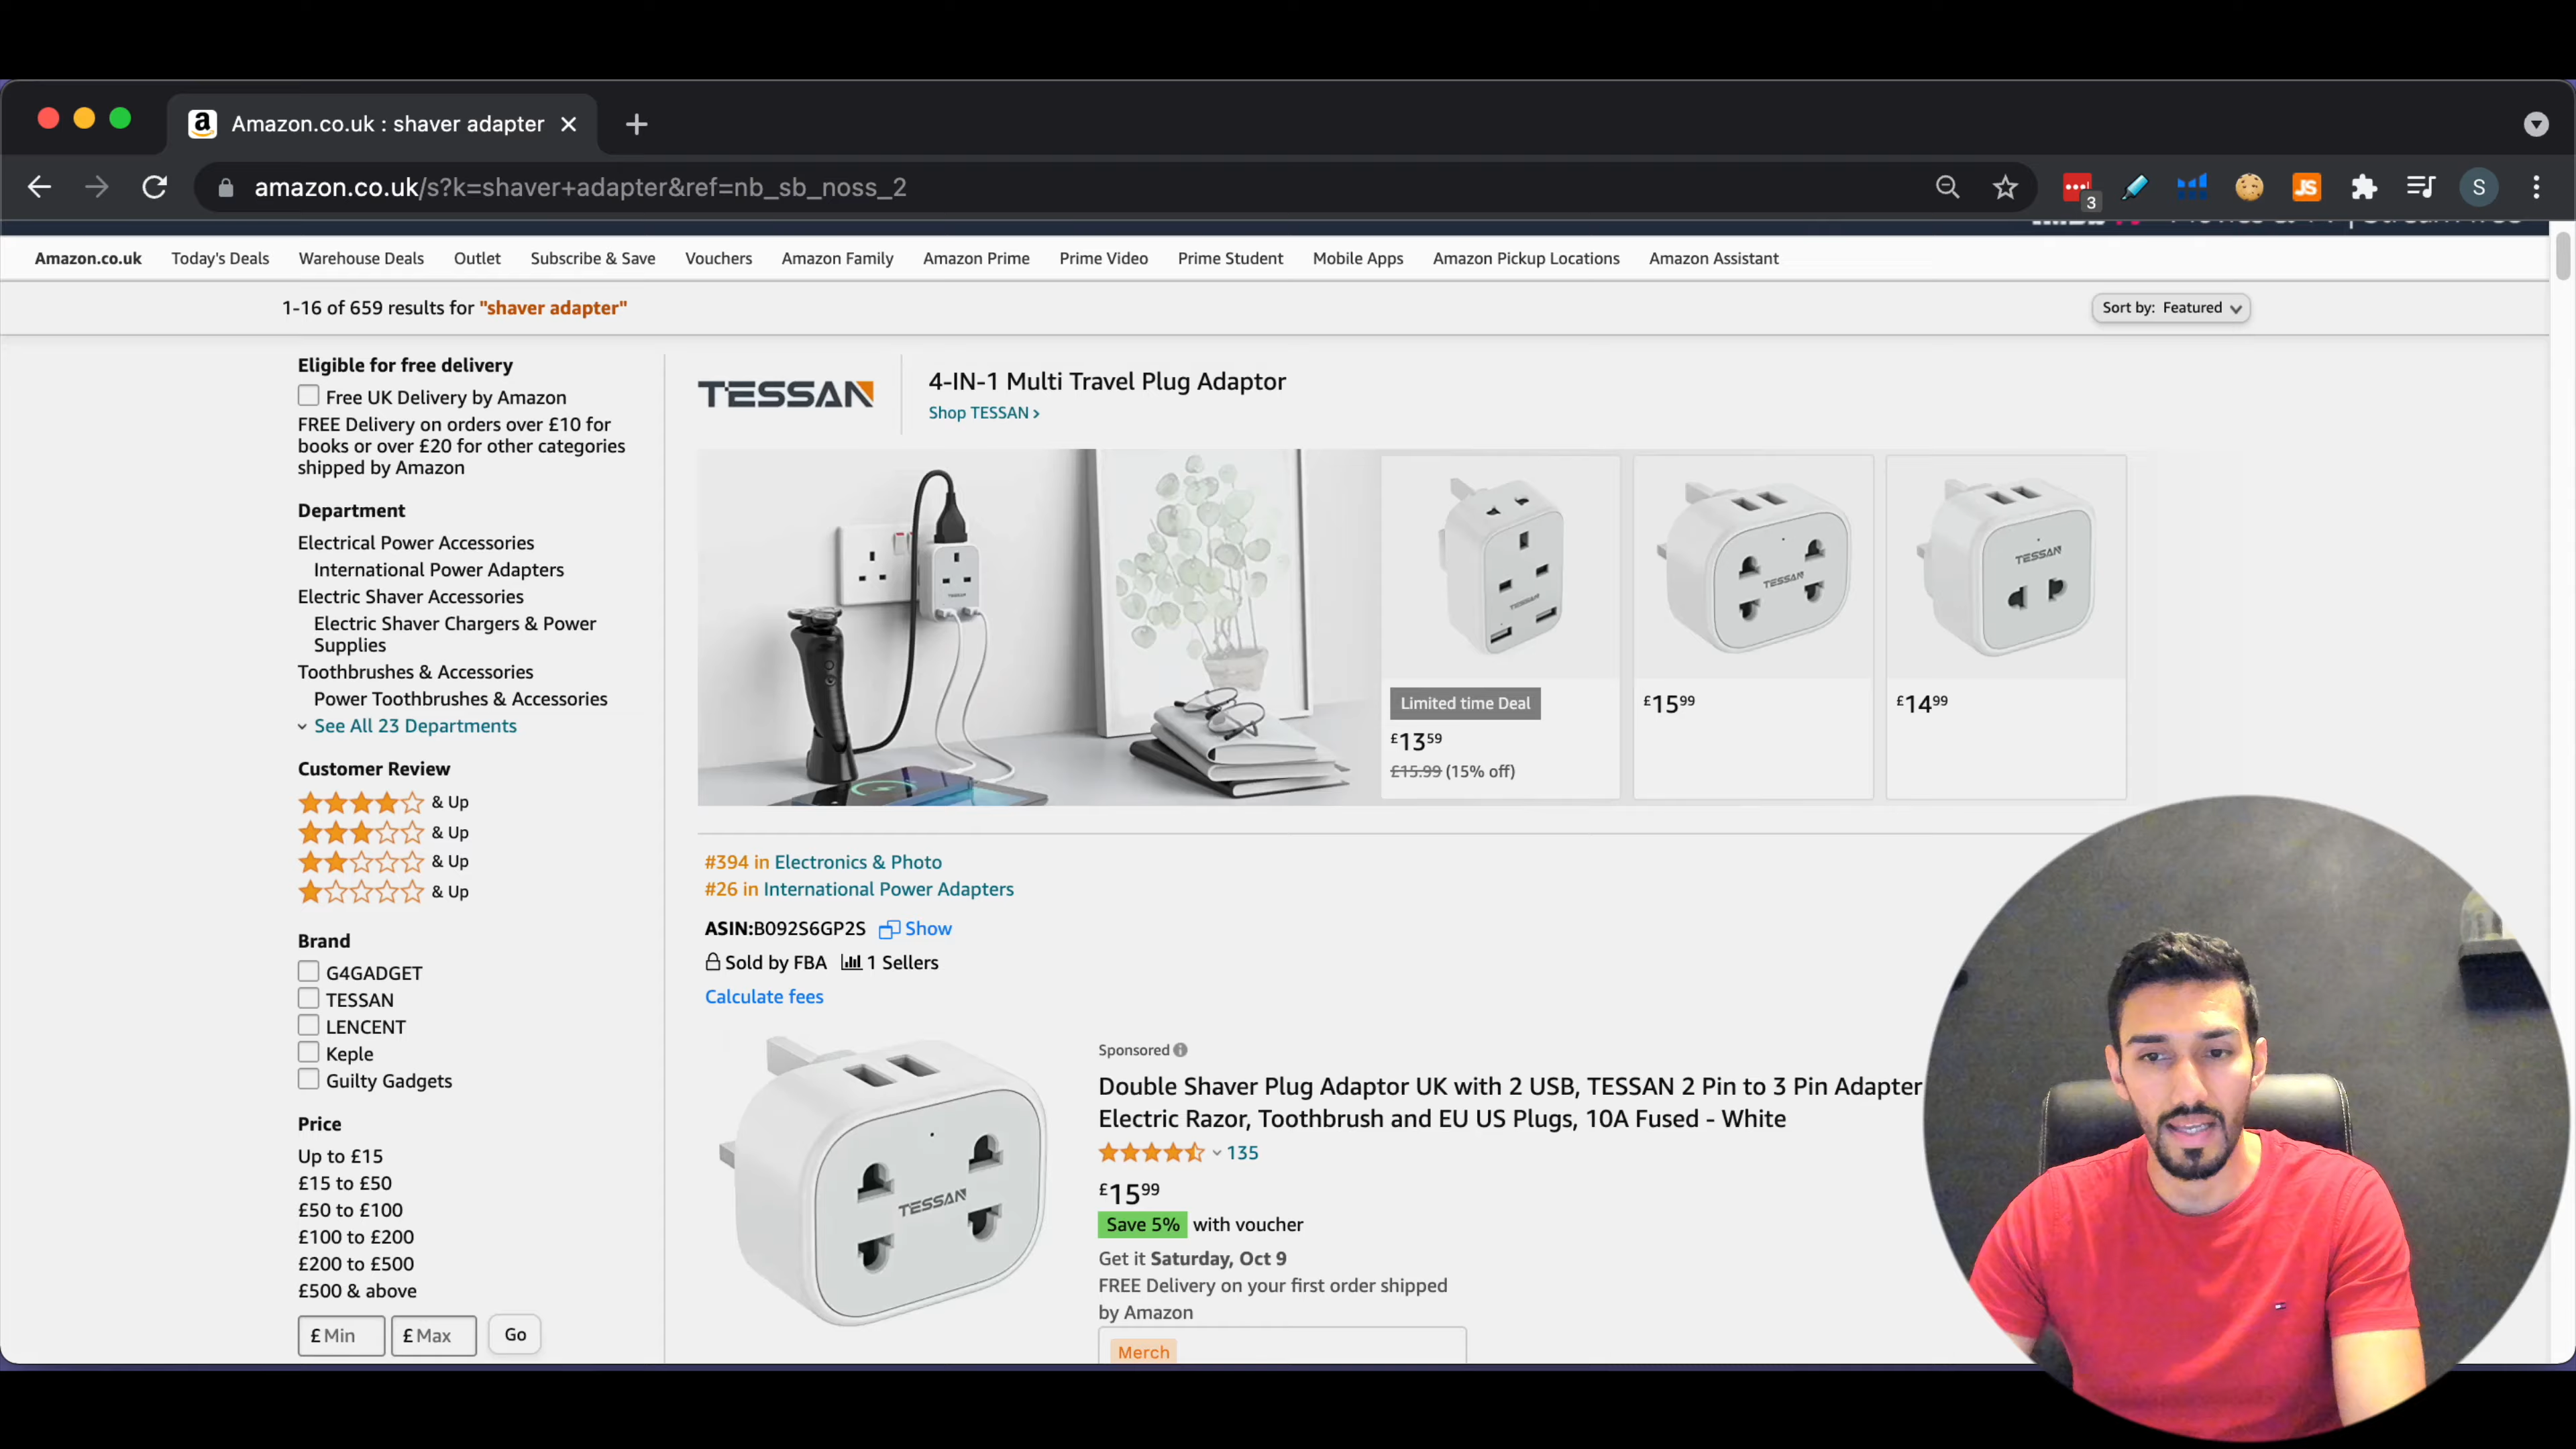 Amazon.co.uk : shaver adapter
amazon.co.uk/s?k=shaver+adapter&ref=nb_sb_noss_2
3
JS
S
Amazon.co.uk Today's Deals Warehouse Deals Outlet Subscribe & Save Vouchers Amazon Family Amazon Prime Prime Video Prime Student Mobile Apps Amazon Pickup Locations Amazon Assistant
1-16 of 659 results for "shaver adapter"
Sort by: Featured
Eligible for free delivery
Free UK Delivery by Amazon
FREE Delivery on orders over £10 for
books or over £20 for other categories
shipped by Amazon
Department
Electrical Power Accessories
International Power Adapters
Electric Shaver Accessories
Electric Shaver Chargers & Power
Supplies
Toothbrushes & Accessories
Power Toothbrushes & Accessories
See All 23 Departments
Customer Review
& Up
& Up
& Up
& Up
Brand
G4GADGET
TESSAN
LENCENT
Keple
Guilty Gadgets
Price
Up to £15
£15 to £50
£50 to £100
£100 to £200
£200 to £500
£500 & above
£ Min £ Max Go
TESSAN
4-IN-1 Multi Travel Plug Adaptor
Shop TESSAN ›
TESSAN
TESSAN
TESSAN
TESSAN
Limited time Deal
£13 59
£15.99 (15% off)
£15 99
£14 99
#394 in Electronics & Photo
#26 in International Power Adapters
ASIN:B092S6GP2S Show
Sold by FBA 1 Sellers
Calculate fees
TESSAN
Sponsored
Double Shaver Plug Adaptor UK with 2 USB, TESSAN 2 Pin to 3 Pin Adapter
Electric Razor, Toothbrush and EU US Plugs, 10A Fused - White
135
£15 99
Save 5% with voucher
Get it Saturday, Oct 9
FREE Delivery on your first order shipped
by Amazon
Merch